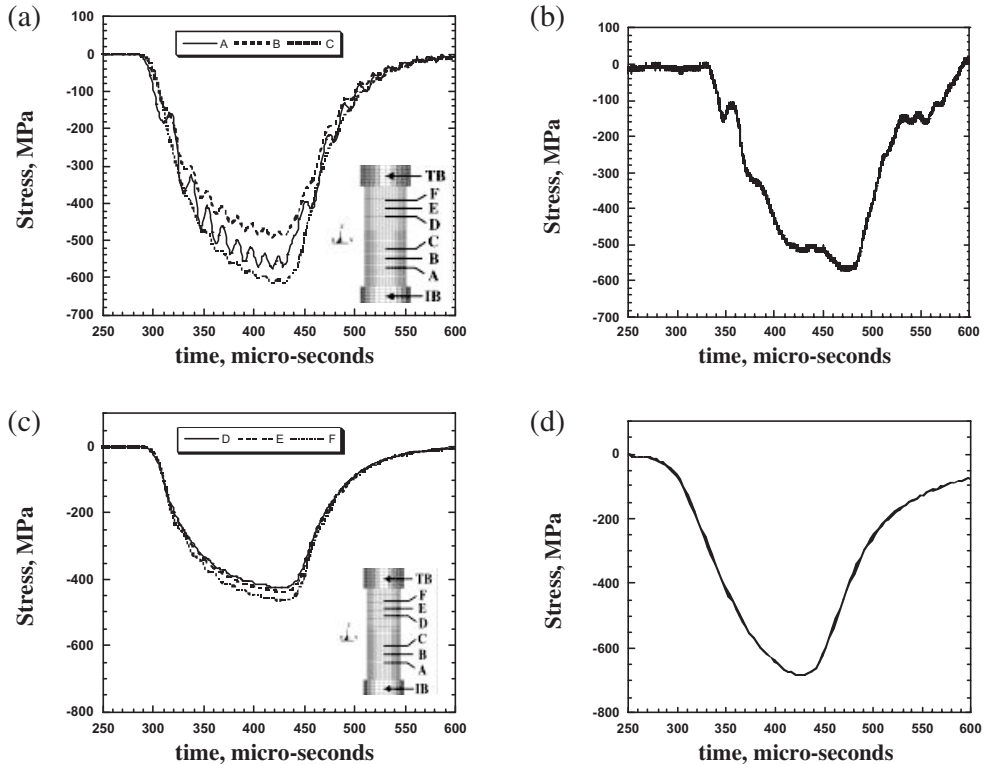 (a)
100
0
-100
-200
-300
-400
-500
-600
-700
Stress, MPa
A B C
TB
F
E
D
C
B
A
IB
250 300 350 400 450 500 550 600
time, micro-seconds
(b)
100
0
-100
-200
-300
-400
-500
-600
-700
Stress, MPa
250 300 350 400 450 500 550 600
time, micro-seconds
(c)
0
-200
-400
-600
-800
Stress, MPa
D E F
TB
F
E
D
C
B
A
IB
250 300 350 400 450 500 550 600
time, micro-seconds
(d)
0
-200
-400
-600
-800
Stress, MPa
250 300 350 400 450 500 550 600
time, micro-seconds